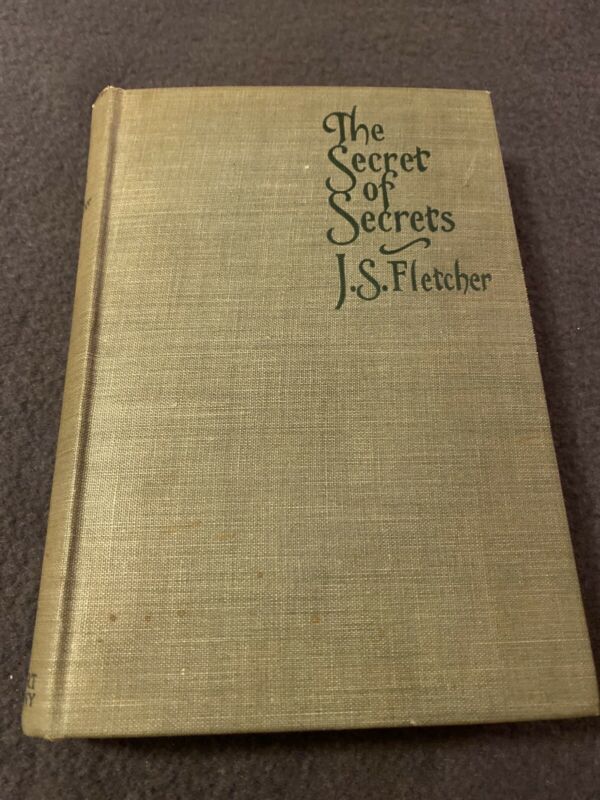 The
Secret
of
Secrets
J.S. Fletcher